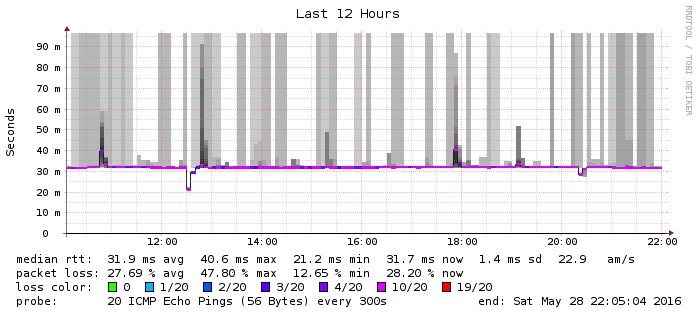 Last 12 Hours
RRDTOOL / TOBI OETIKER
Seconds
90 m
80 m
70 m
60 m
50 m
40 m
30 m
20 m
10 m
0
12:00 14:00 16:00 18:00 20:00 22:00
median rtt: 31.9 ms avg 40.6 ms max 21.2 ms min 31.7 ms now 1.4 ms sd 22.9 am/s
packet loss: 27.69 % avg 47.80 % max 12.65 % min 28.20 % now
loss color: 0 1/20 2/20 3/20 4/20 10/20 19/20
probe: 20 ICMP Echo Pings (56 Bytes) every 300s end: Sat May 28 22:05:04 2016